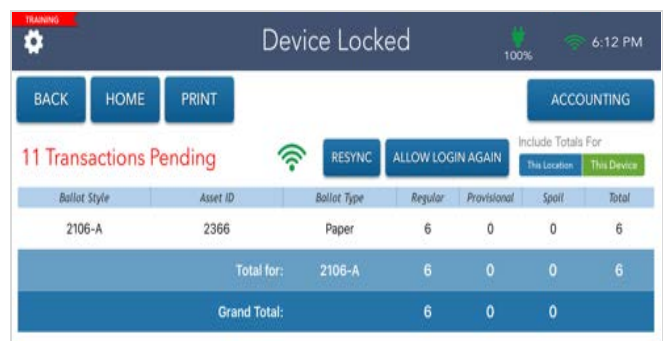 TRAINING
Device Locked
100%
6:12 PM
BACK HOME PRINT ACCOUNTING
11 Transactions Pending RESYNC ALLOW LOGIN AGAIN Include Totals For
This Location This Device
Ballot Style Asset ID Ballot Type Regular Provisional Spoil Total
2106-A 2366 Paper 6 0 0 6
Total for: 2106-A 6 0 0 6
Grand Total: 6 0 0